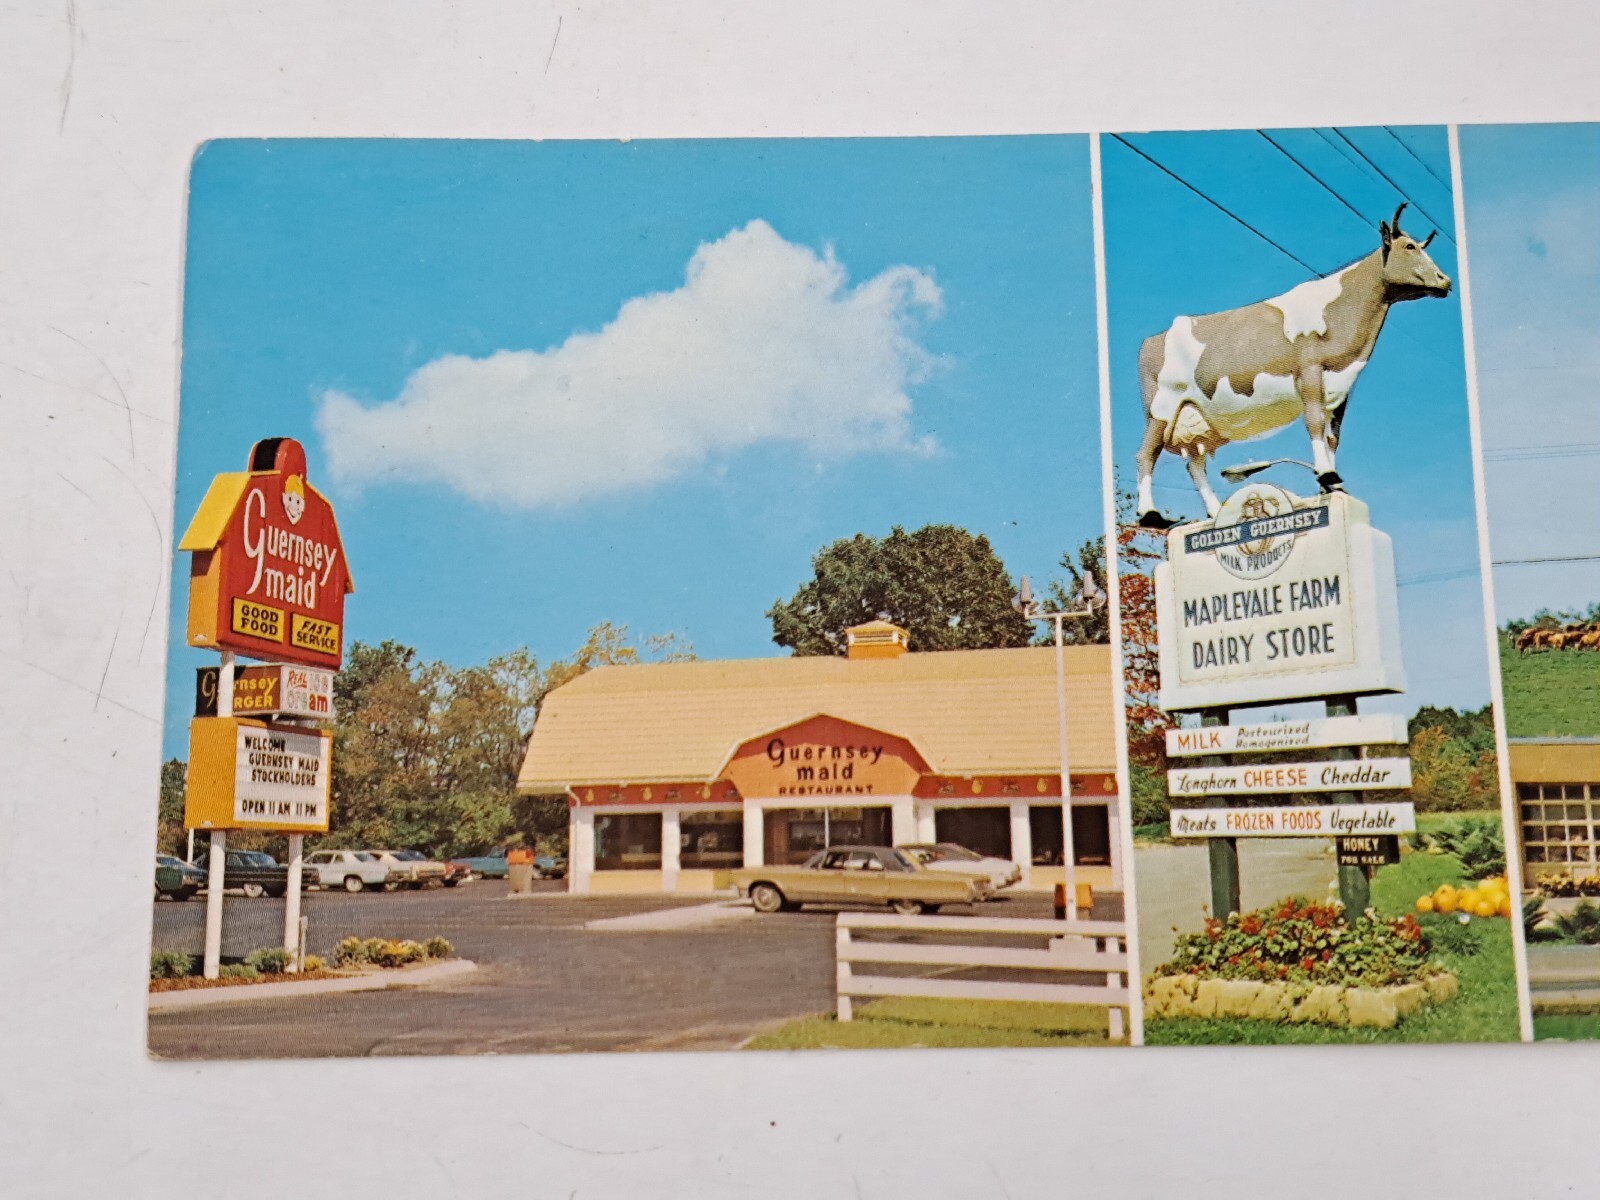 Guernsey
maid
GOOD
FOOD
FAST
SERVICE
Guernsey
BURGER
REAL ice
cream
WELCOME
GUERNSEY MAID
STOCKHOLDERS
OPEN 11 AM 11 PM
Guernsey
maid
RESTAURANT
GOLDEN GUERNSEY
MILK PRODUCTS
MAPLEVALE FARM
DAIRY STORE
MILK Pasteurized
Homogenized
Longhorn CHEESE Cheddar
Meats FROZEN FOODS Vegetable
HONEY
FOR SALE